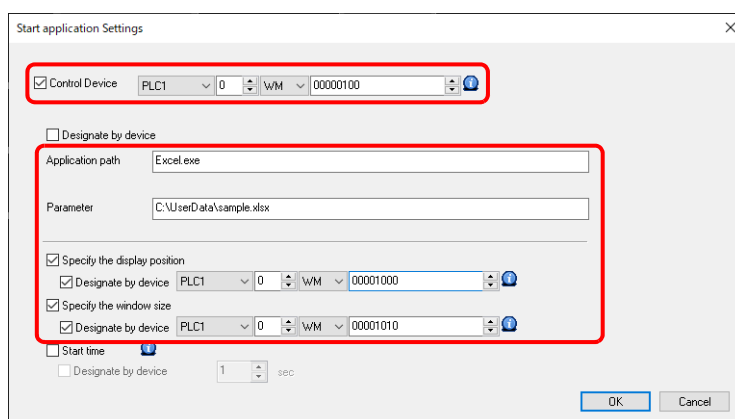 Start application Settings
Control Device PLC1 0 WM 00000100
Designate by device
Application path Excel.exe
Parameter C:\UserData\sample.xlsx
Specify the display position
Designate by device PLC1 0 WM 00001000
Specify the window size
Designate by device PLC1 0 WM 00001010
Start time
Designate by device 1 sec
OK Cancel